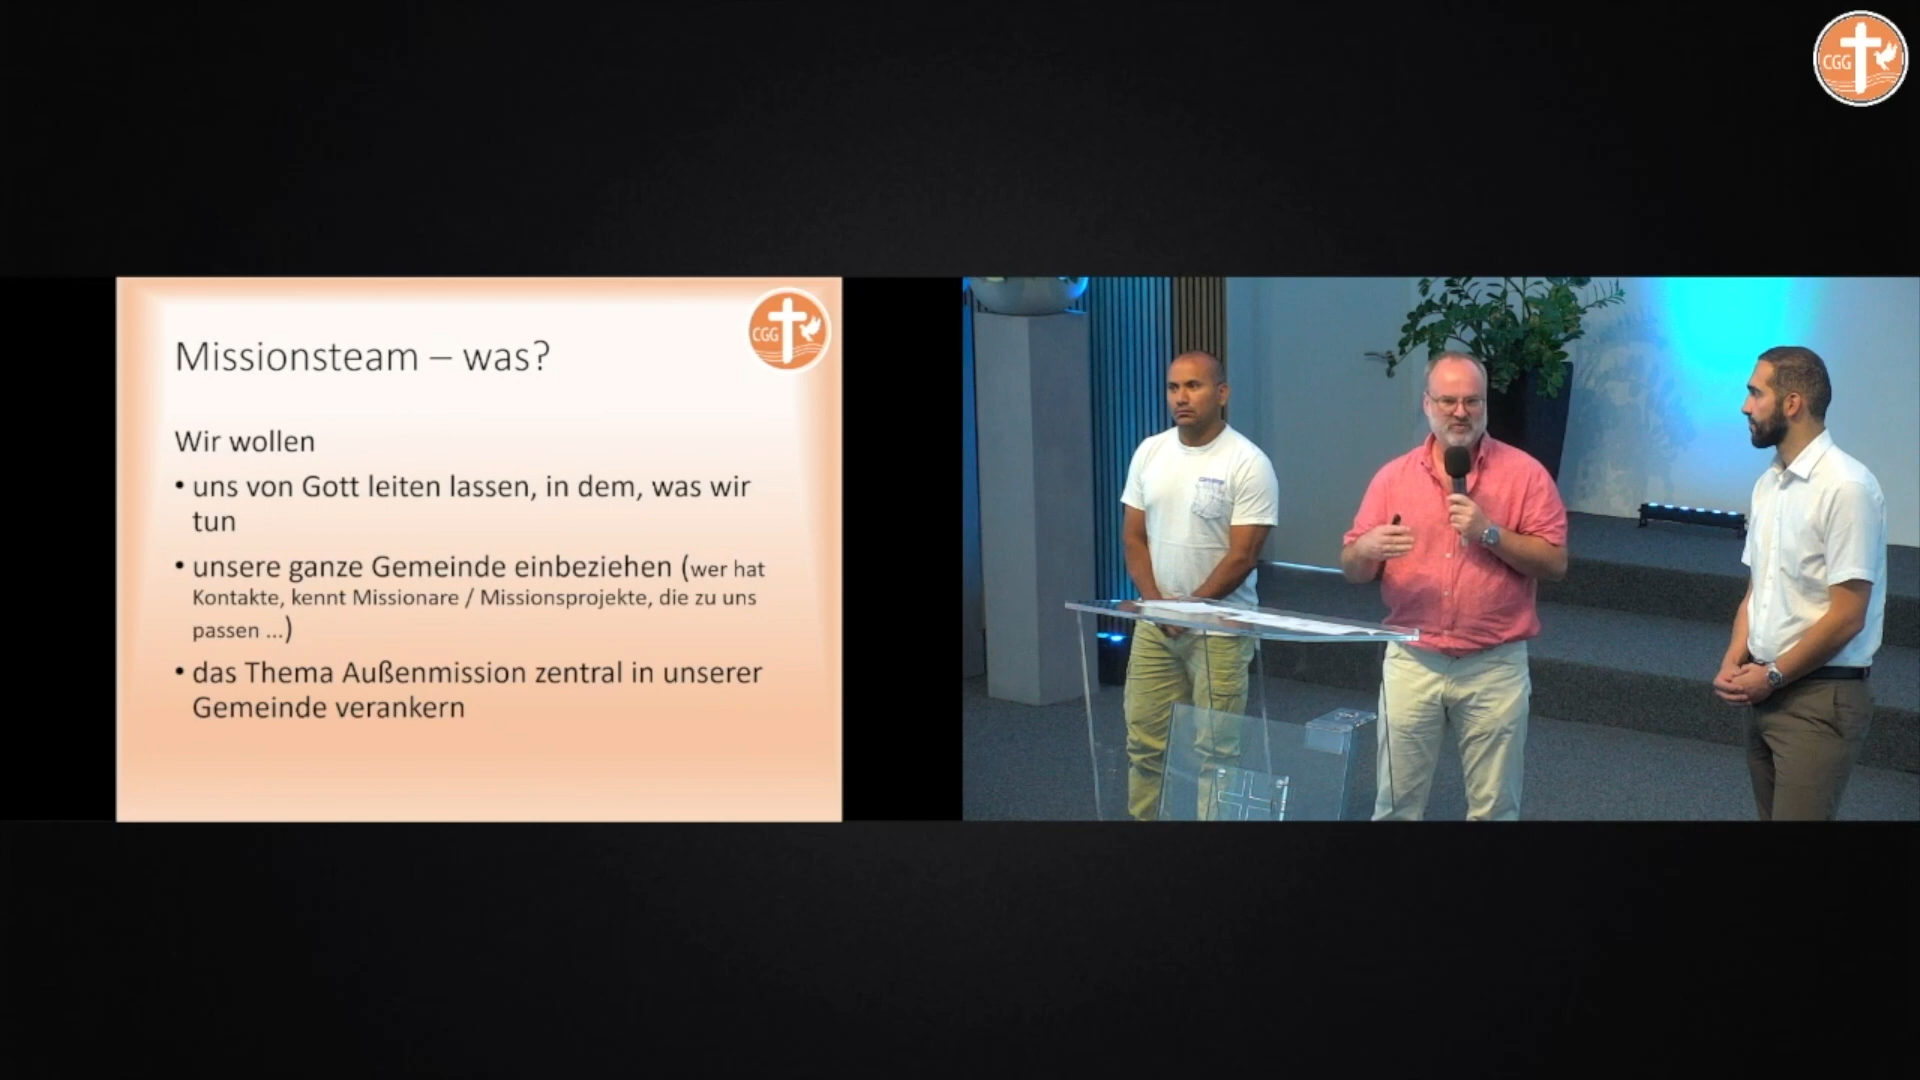 CGG
CGG
Missionsteam – was?
Wir wollen
• uns von Gott leiten lassen, in dem, was wir
tun
• unsere ganze Gemeinde einbeziehen (wer hat
Kontakte, kennt Missionare / Missionsprojekte, die zu uns
passen ...)
• das Thema Außenmission zentral in unserer
Gemeinde verankern